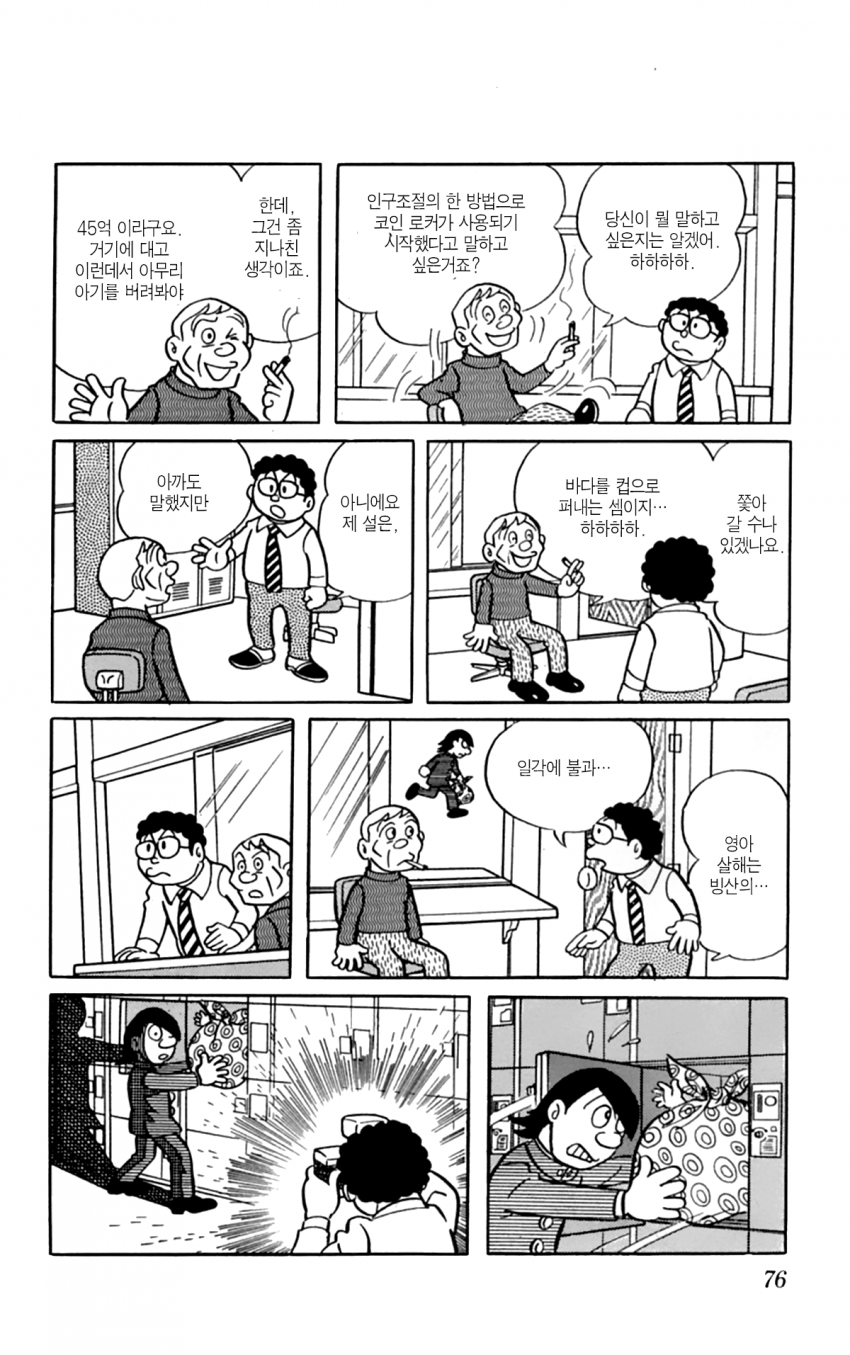 당신이 뭘 말하고
싶은지는 알겠어.
하하하하.
인구조절의 한 방법으로
코인 로커가 사용되기
시작했다고 말하고
싶은거죠?
한데,
그건 좀
지나친
생각이죠.
45억 이라구요.
거기에 대고
이런데서 아무리
아기를 버려봐야
쫓아
갈 수나
있겠나요.
바다를 컵으로
퍼내는 셈이지…
하하하하.
아니에요
제 설은,
아까도
말했지만
영아
살해는
빙산의…
일각에 불과…
76